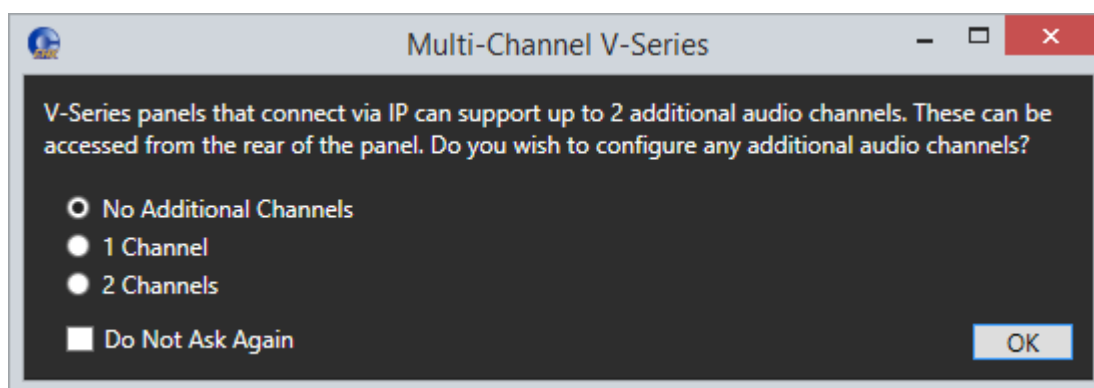 Multi-Channel V-Series
V-Series panels that connect via IP can support up to 2 additional audio channels. These can be
accessed from the rear of the panel. Do you wish to configure any additional audio channels?
No Additional Channels
1 Channel
2 Channels
Do Not Ask Again
OK